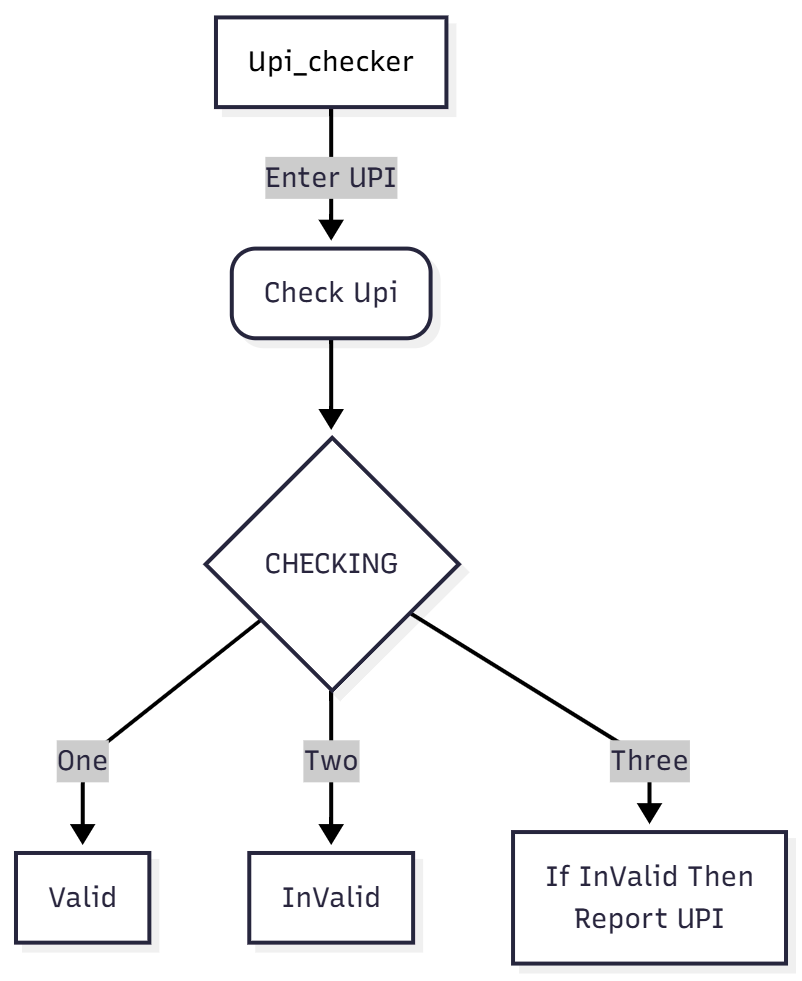 Upi_checker
Enter UPI
Check Upi
CHECKING
One
Two
Three
Valid
InValid
If InValid Then
Report UPI